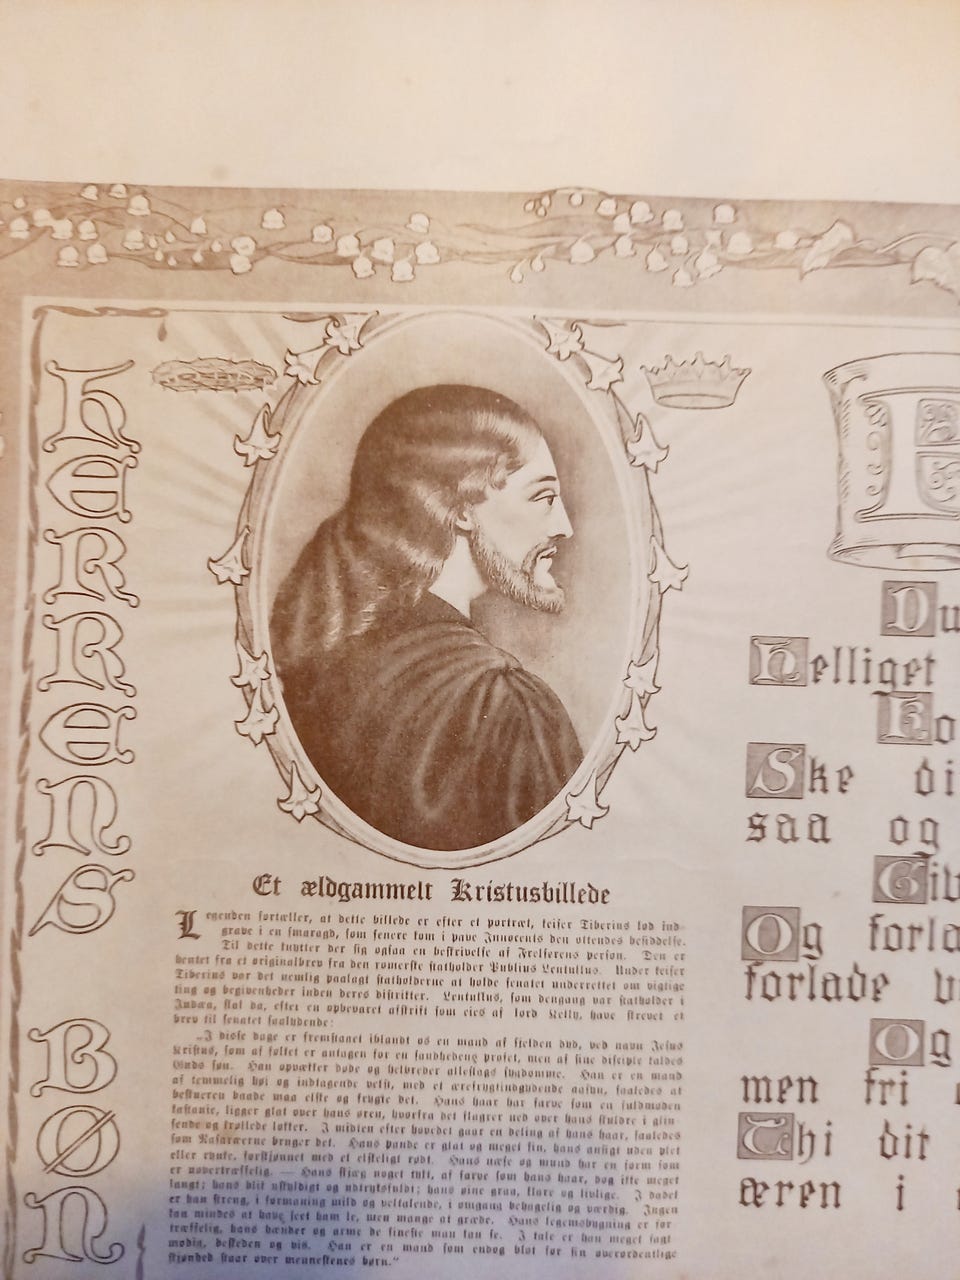 HERRENS
BØN
Et ældgammelt Kristusbillede
Legenden fortæller, at dette billede er efter et portræt, keiser Tiberius lod ind-
grave i en smaragd, som senere kom i pave Innocents den ottendes besiddelse.
Til dette knytter der sig ogsaa en beskrivelse af Frelserens person. Den er
hentet fra et originalbrev fra den romerske statholder Publius Lentullus. Under keiser
Tiberius var det nemlig paalagt statholderne at holde senatet underrettet om vigtige
ting og begivenheder inden deres distrikter. Lentullus, som dengang var statholder i
Judæa, skal da, efter en opbevaret afskrift som eies af lord Kelly, have skrevet et
brev til senatet saalydende:
„I disse dage er fremstaaet iblandt os en mand af sjelden dyd, ved navn Jesus
Kristus, som af folket er antagen for en sandhedens profet, men af sine disciple kaldes
Guds søn. Han opvækker døde og helbreder alleslags sygdomme. Han er en mand
af temmelig høi og indtagende vekst, med et ærefrygtindgydende aasyn, saaledes at
beskueren baade maa elske og frygte det. Hans haar har farve som en fuldmoden
kastanie, ligger glat over hans øren, hvorfra det flagrer ned over hans skuldre i glin-
sende og krøllede lokker. I midten efter hovedet gaar en deling af hans haar, saaledes
som Nasaræerne bruger det. Hans pande er glat og meget fin, hans ansigt uden plet
eller rynke, forskjønnet med et elskeligt rødt. Hans næse og mund har en form som
er uovertræffelig. — Hans skjæg noget tykt, af farve som hans haar, dog ikke meget
langt; hans blik uskyldigt og udtryksfuldt; hans øine graa, klare og livlige. I dadel
er han streng, i formaning mild og veltalende, i omgang behagelig og værdig. Ingen
kan mindes at have seet ham le, men mange at græde. Hans legemsbygning er for-
træffelig, hans hænder og arme de fineste man kan se. I tale er han meget sagt-
modig, beskeden og vis. Han er en mand som endog blot for sin overordentlige
skjønhed staar over menneskenes børn.“
Du
Helliget
Ko
Ske di
saa og
Gib
Og forla
forlade v
Og
men fri
Thi dit
æren i